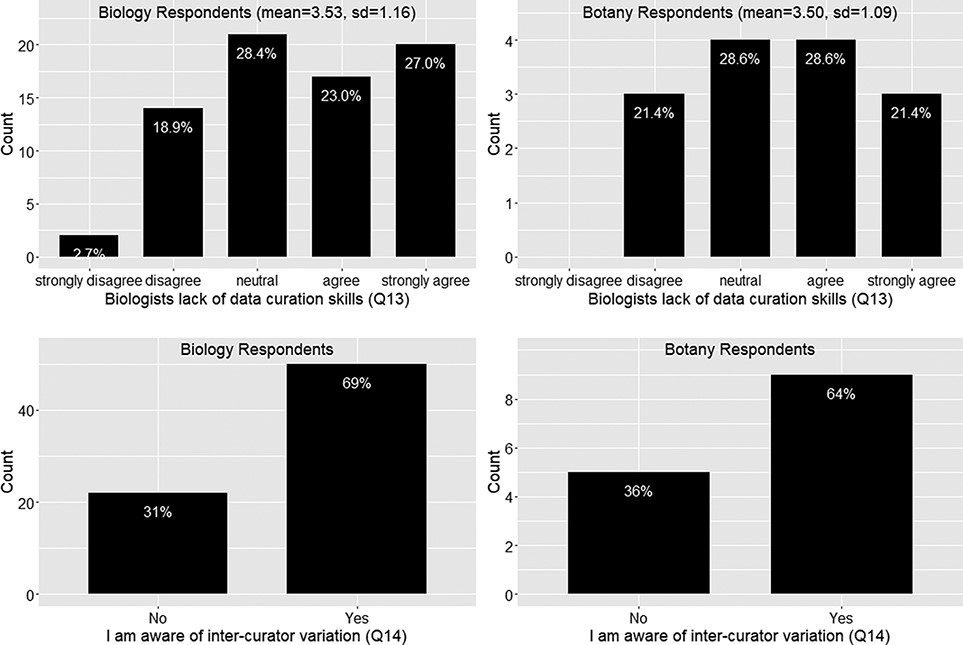 Biology Respondents (mean=3.53, sd=1.16)
Count
20
15
10
5
0
2.7%
18.9%
28.4%
23.0%
27.0%
strongly disagree disagree neutral agree strongly agree
Biologists lack of data curation skills (Q13)
Botany Respondents (mean=3.50, sd=1.09)
Count
4
3
2
1
0
21.4%
28.6%
28.6%
21.4%
strongly disagree disagree neutral agree strongly agree
Biologists lack of data curation skills (Q13)
Biology Respondents
Count
40
20
0
31%
69%
No Yes
I am aware of inter-curator variation (Q14)
Botany Respondents
Count
8
6
4
2
0
36%
64%
No Yes
I am aware of inter-curator variation (Q14)